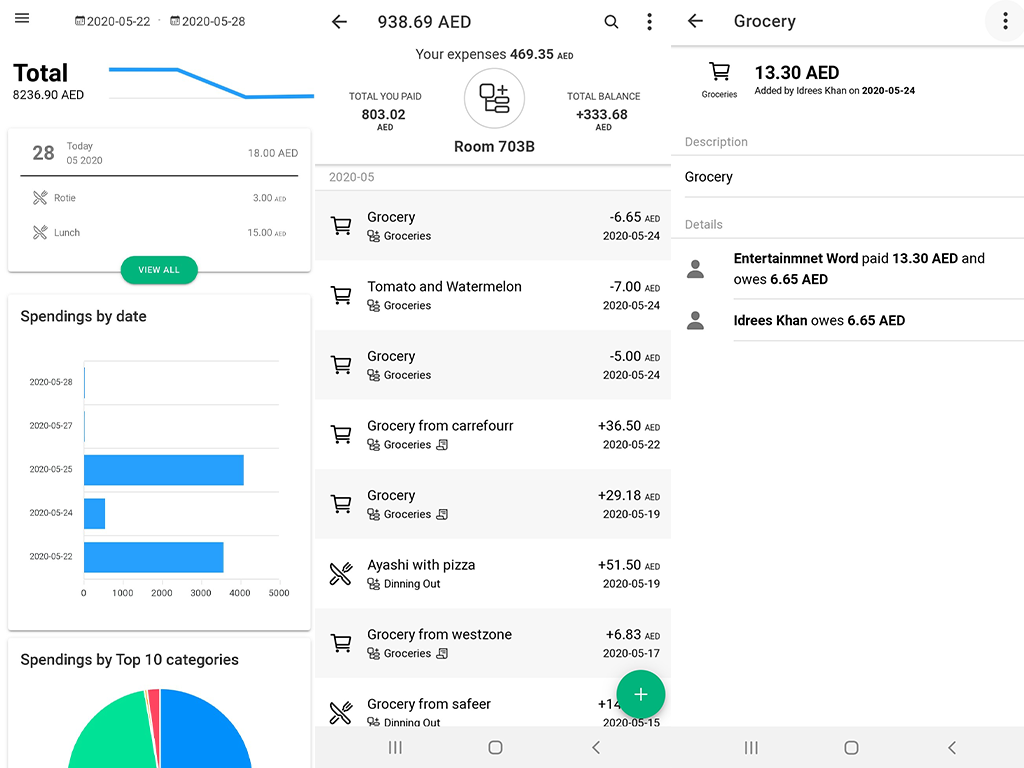 2020-05-22 - 2020-05-28
Total
8236.90 AED
28
Today
05 2020
18.00 AED
Rotie
3.00 AED
Lunch
15.00 AED
VIEW ALL
Spendings by date
2020-05-28
2020-05-27
2020-05-25
2020-05-24
2020-05-22
0 1000 2000 3000 4000 5000
Spendings by Top 10 categories
938.69 AED
Your expenses 469.35 AED
TOTAL YOU PAID
803.02
AED
TOTAL BALANCE
+333.68
AED
Room 703B
2020-05
Grocery -6.65 AED
Groceries 2020-05-24
Tomato and Watermelon -7.00 AED
Groceries 2020-05-24
Grocery -5.00 AED
Groceries 2020-05-24
Grocery from carrefourr +36.50 AED
Groceries 2020-05-22
Grocery +29.18 AED
Groceries 2020-05-19
Ayashi with pizza +51.50 AED
Dinning Out 2020-05-19
Grocery from westzone +6.83 AED
Groceries 2020-05-17
Grocery from safeer
Dinning Out 2020-05-15
Grocery
Groceries
13.30 AED
Added by Idrees Khan on 2020-05-24
Description
Grocery
Details
Entertainmnet Word paid 13.30 AED and
owes 6.65 AED
Idrees Khan owes 6.65 AED